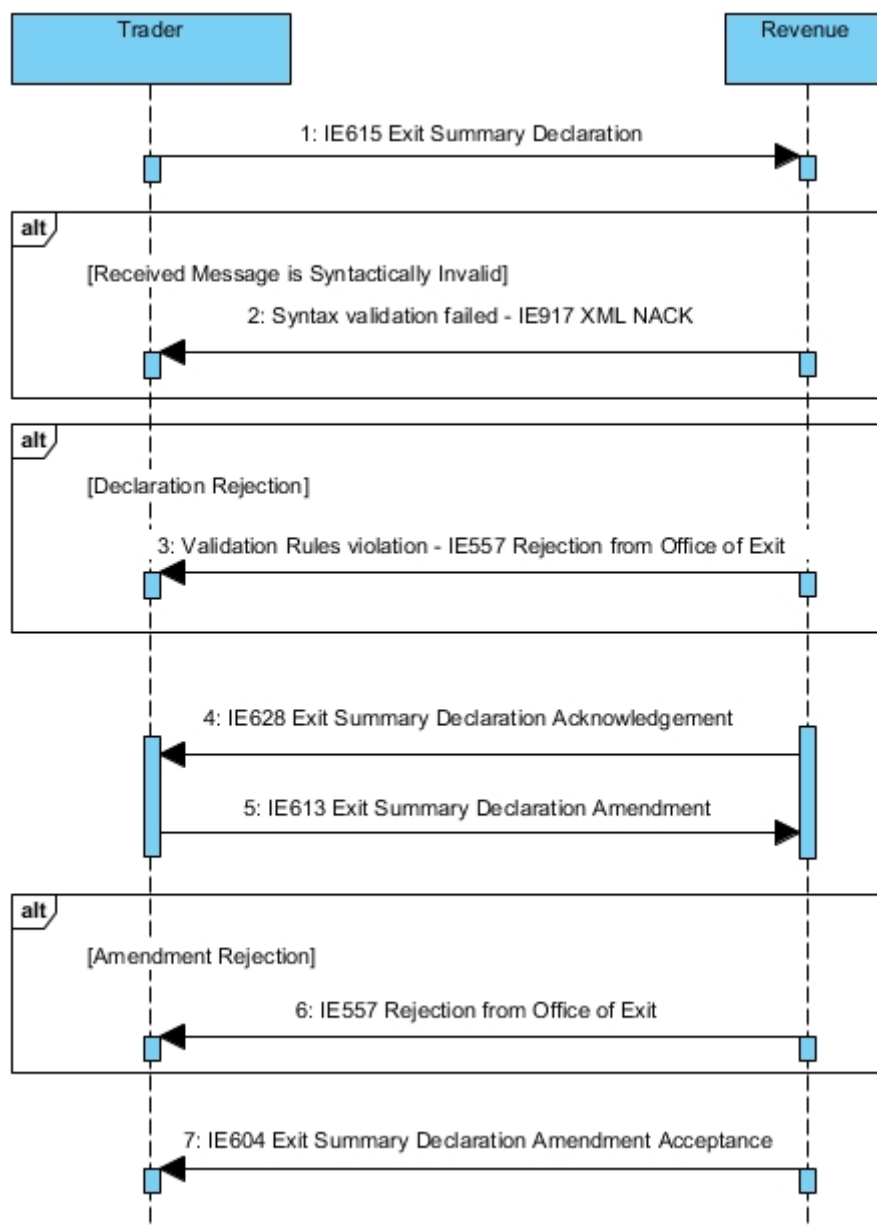 Trader
Revenue
1: IE615 Exit Summary Declaration
alt
[Received Message is Syntactically Invalid]
2: Syntax validation failed - IE917 XML NACK
alt
[Declaration Rejection]
3: Validation Rules violation - IE557 Rejection from Office of Exit
4: IE628 Exit Summary Declaration Acknowledgement
5: IE613 Exit Summary Declaration Amendment
alt
[Amendment Rejection]
6: IE557 Rejection from Office of Exit
7: IE604 Exit Summary Declaration Amendment Acceptance